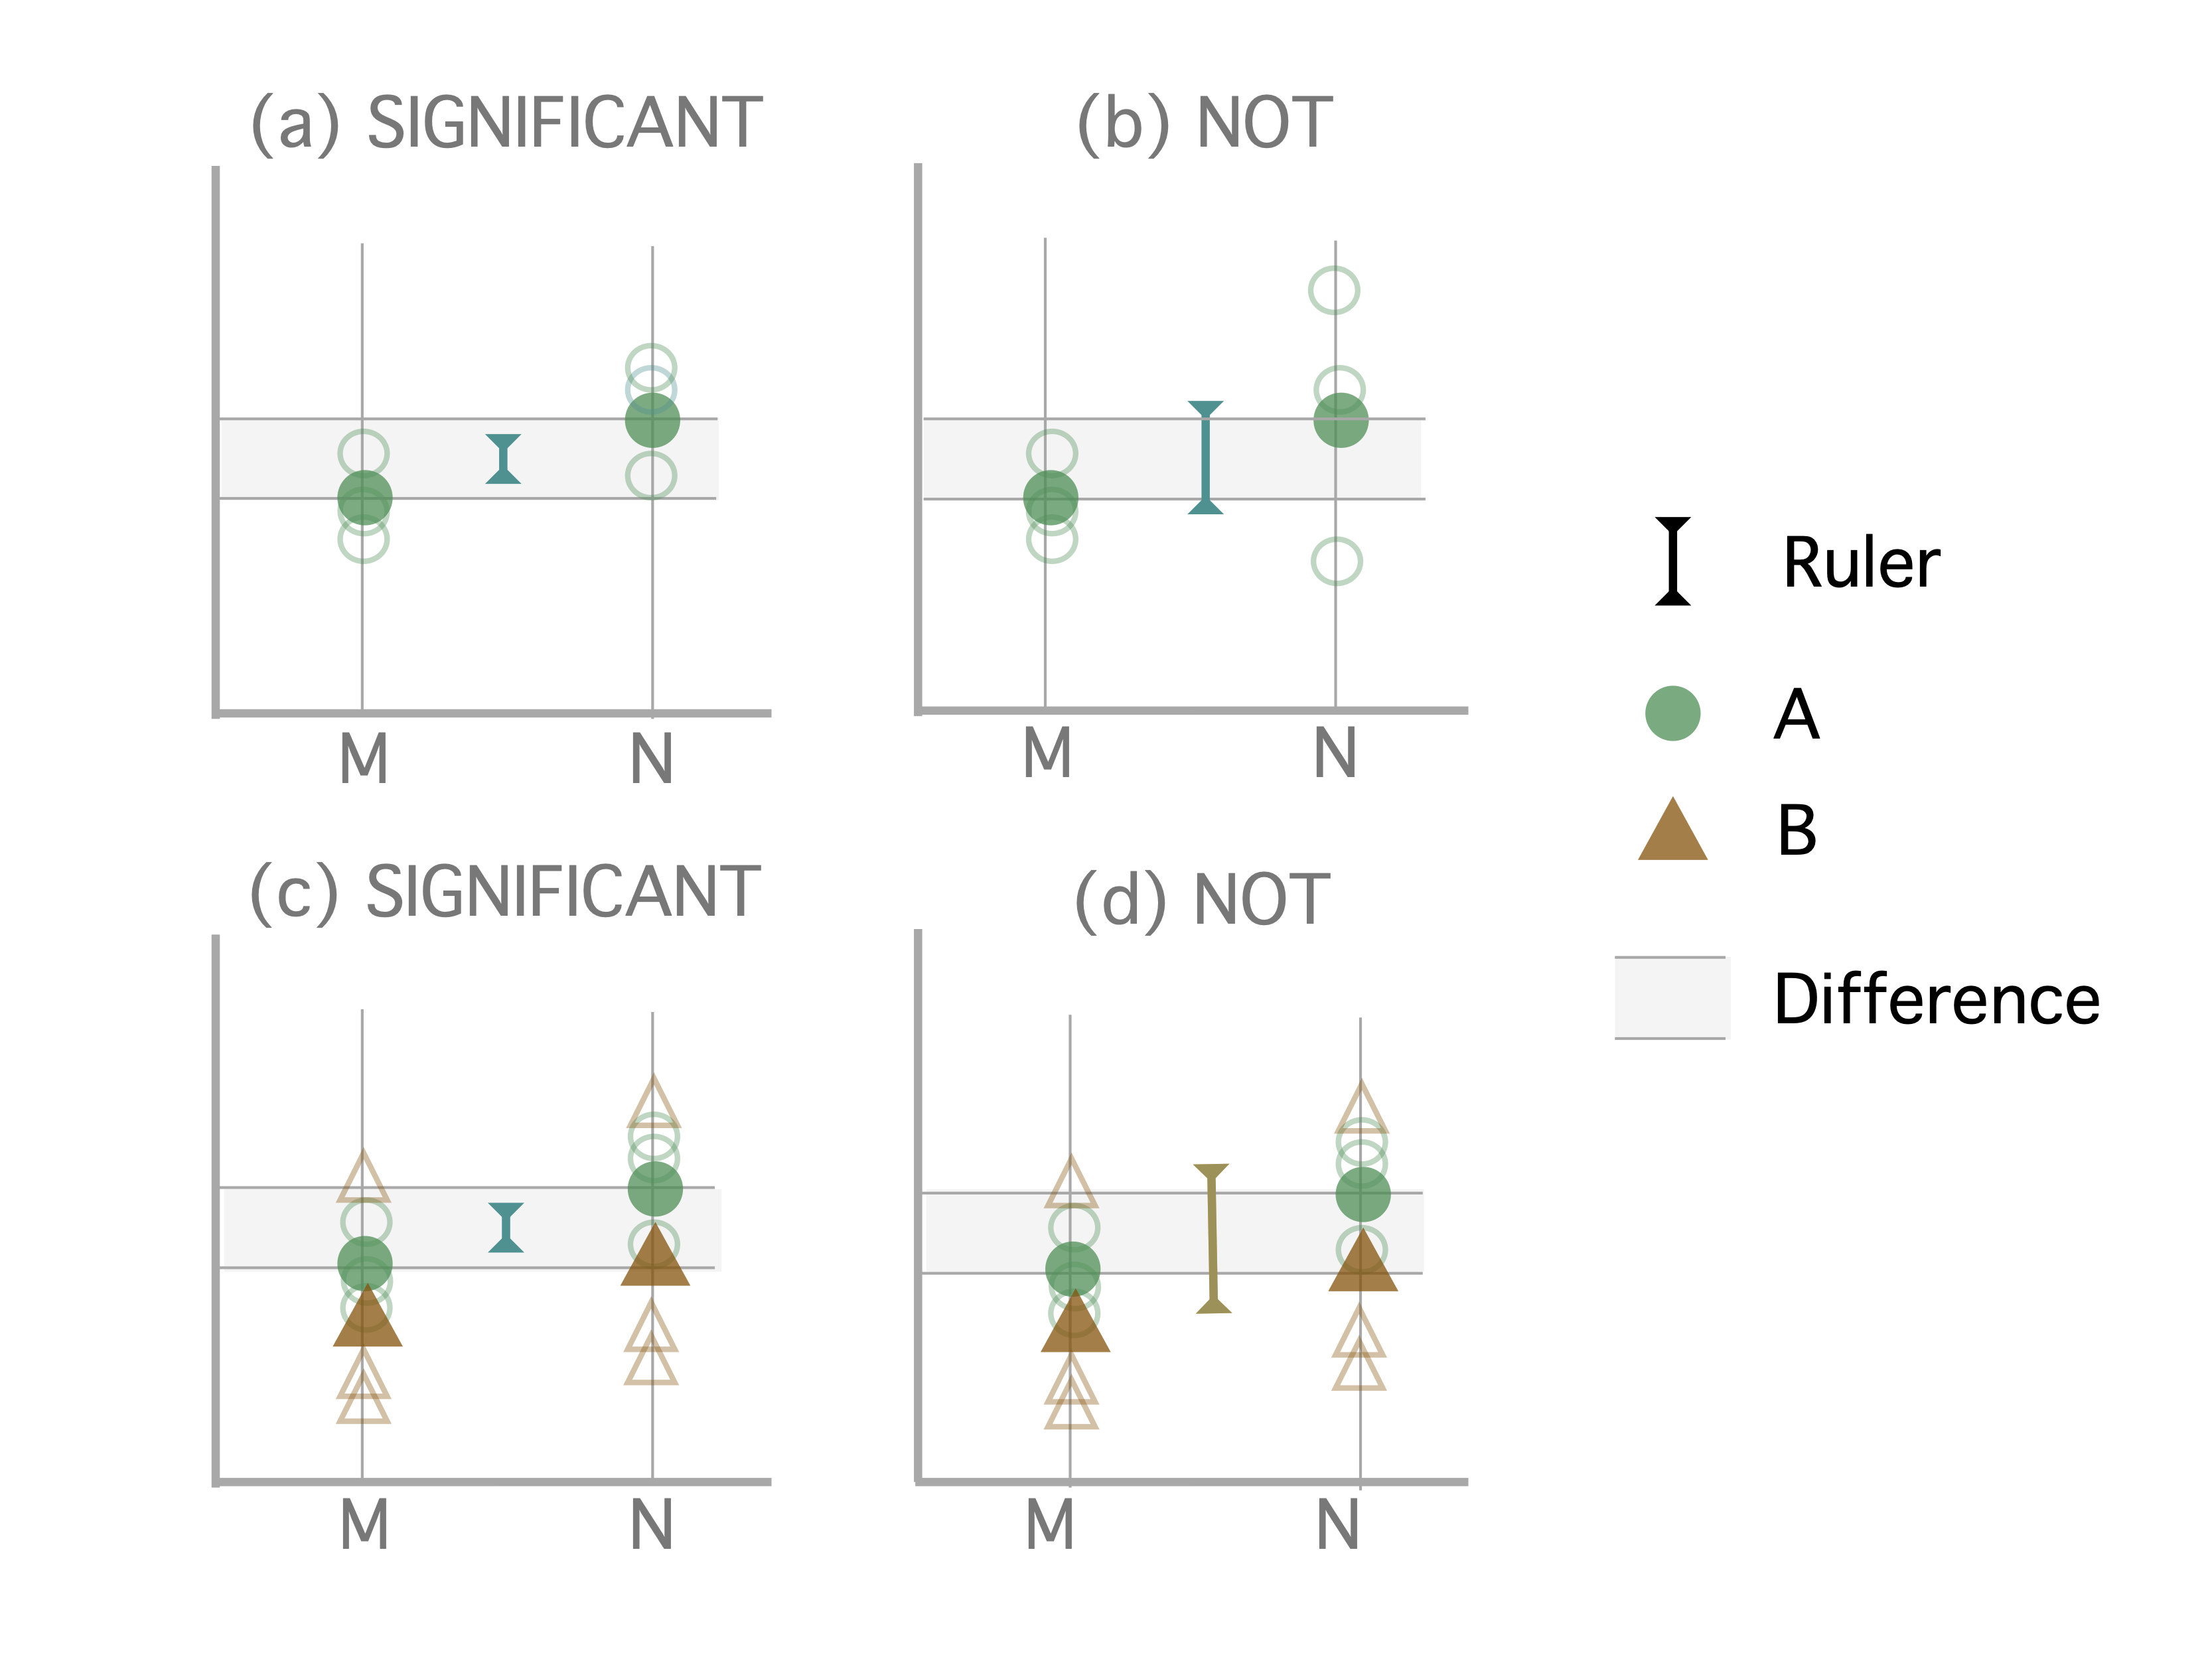 (a) SIGNIFICANT
(b) NOT
M
N
M
N
Ruler
A
B
Difference
(c) SIGNIFICANT
(d) NOT
M
N
M
N